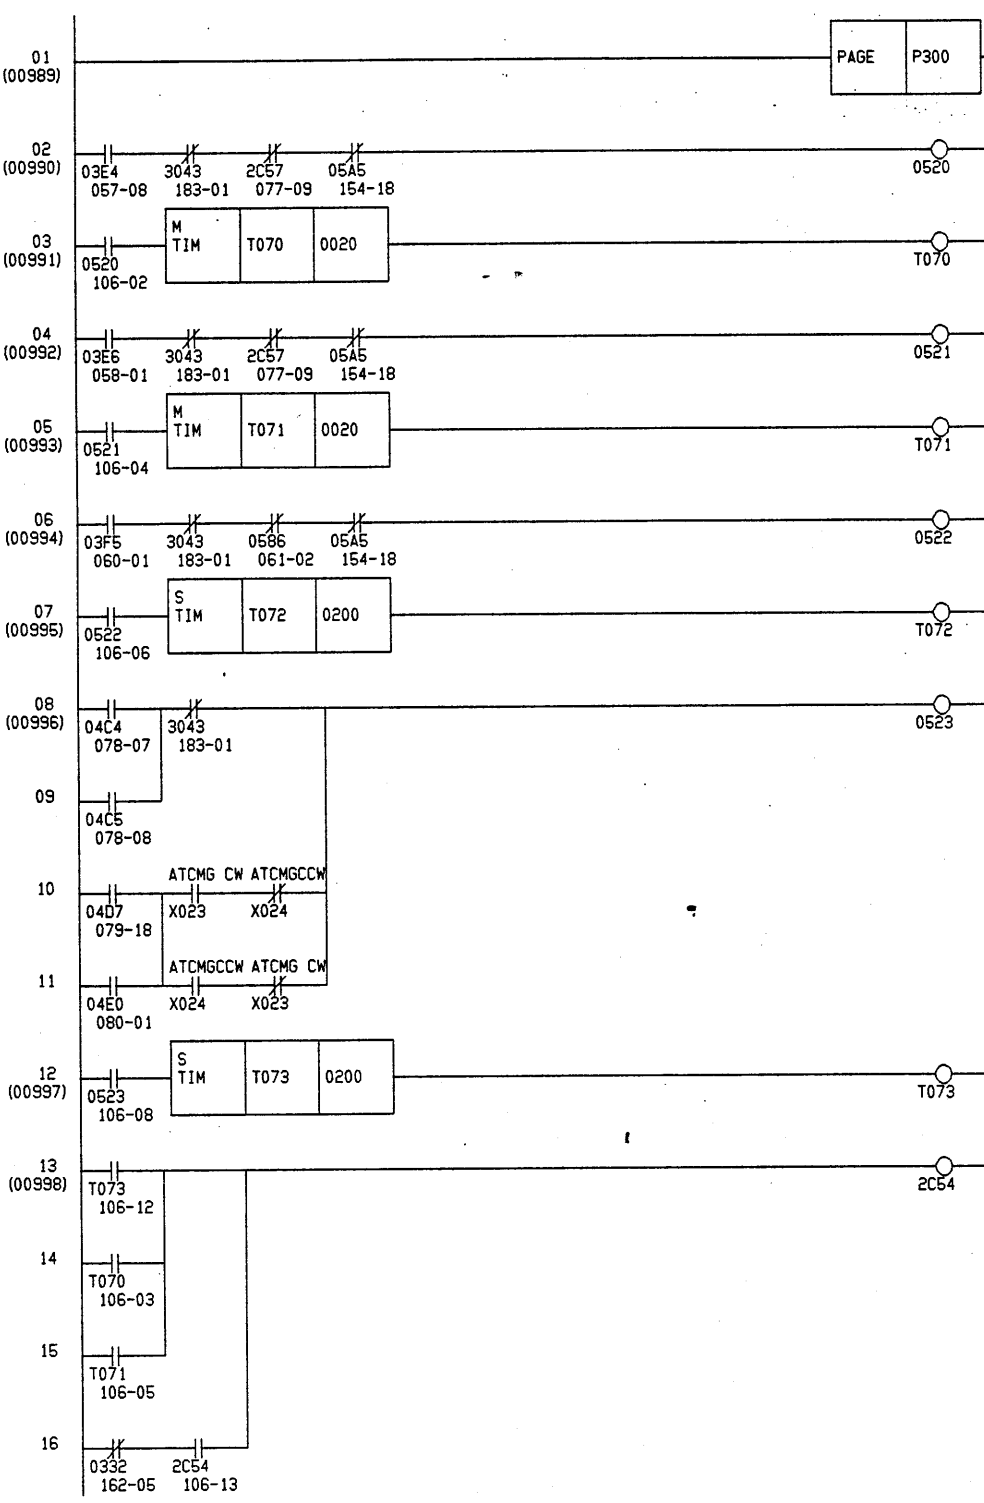 01
(00989)
PAGE P300
02
(00990)
03E4 3043 2C57 05A5 0520
057-08 183-01 077-09 154-18
03
(00991)
M
TIM T070 0020
0520 T070
106-02
04
(00992)
03E6 3043 2C57 05A5 0521
058-01 183-01 077-09 154-18
05
(00993)
M
TIM T071 0020
0521 T071
106-04
06
(00994)
03F5 3043 0586 05A5 0522
060-01 183-01 061-02 154-18
07
(00995)
S
TIM T072 0200
0522 T072
106-06
08
(00996)
04C4 3043 0523
078-07 183-01
09
04C5
078-08
ATCMG CW ATCMGCCW
10
04D7 X023 X024
079-18
ATCMGCCW ATCMG CW
11
04E0 X024 X023
080-01
12
(00997)
S
TIM T073 0200
0523 T073
106-08
13
(00998)
T073 2C54
106-12
14
T070
106-03
15
T071
106-05
16
0332 2C54
162-05 106-13